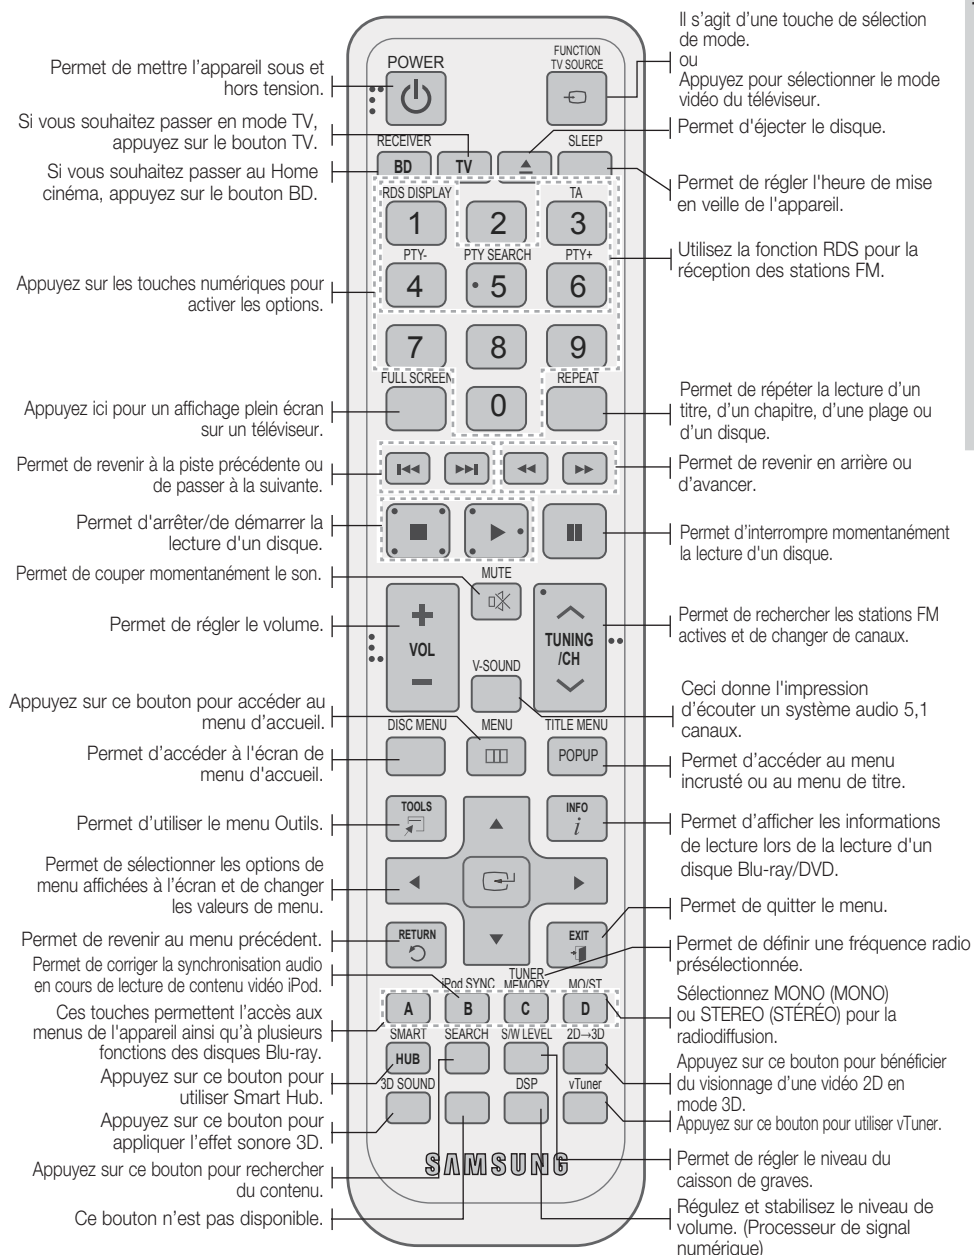 Permet de mettre l'appareil sous et
hors tension.
Si vous souhaitez passer en mode TV,
appuyez sur le bouton TV.
Si vous souhaitez passer au Home
cinéma, appuyez sur le bouton BD.
Appuyez sur les touches numériques pour
activer les options.
Appuyez ici pour un affichage plein écran
sur un téléviseur.
Permet de revenir à la piste précédente ou
de passer à la suivante.
Permet d'arrêter/de démarrer la
lecture d'un disque.
Permet de couper momentanément le son.
Permet de régler le volume.
Appuyez sur ce bouton pour accéder au
menu d'accueil.
Permet d'accéder à l'écran de
menu d'accueil.
Permet d'utiliser le menu Outils.
Permet de sélectionner les options de
menu affichées à l'écran et de changer
les valeurs de menu.
Permet de revenir au menu précédent.
Permet de corriger la synchronisation audio
en cours de lecture de contenu vidéo iPod.
Ces touches permettent l'accès aux
menus de l'appareil ainsi qu'à plusieurs
fonctions des disques Blu-ray.
Appuyez sur ce bouton pour
utiliser Smart Hub.
Appuyez sur ce bouton pour
appliquer l'effet sonore 3D.
Appuyez sur ce bouton pour rechercher
du contenu.
Ce bouton n'est pas disponible.
POWER
FUNCTION
TV SOURCE
RECEIVER
SLEEP
BD
TV
RDS DISPLAY
TA
1
2
3
PTY-
PTY SEARCH
PTY+
4
5
6
7
8
9
FULL SCREEN
REPEAT
0
MUTE
VOL
TUNING
/CH
V-SOUND
DISC MENU
MENU
TITLE MENU
POPUP
TOOLS
INFO
i
RETURN
EXIT
iPod SYNC
TUNER
MEMORY
MO/ST
A
B
C
D
SMART
SEARCH
S/W LEVEL
2D→3D
HUB
3D SOUND
DSP
vTuner
SAMSUNG
Il s'agit d'une touche de sélection
de mode.
ou
Appuyez pour sélectionner le mode
vidéo du téléviseur.
Permet d'éjecter le disque.
Permet de régler l'heure de mise
en veille de l'appareil.
Utilisez la fonction RDS pour la
réception des stations FM.
Permet de répéter la lecture d'un
titre, d'un chapitre, d'une plage ou
d'un disque.
Permet de revenir en arrière ou
d'avancer.
Permet d'interrompre momentanément
la lecture d'un disque.
Permet de rechercher les stations FM
actives et de changer de canaux.
Ceci donne l'impression
d'écouter un système audio 5,1
canaux.
Permet d'accéder au menu
incrusté ou au menu de titre.
Permet d'afficher les informations
de lecture lors de la lecture d'un
disque Blu-ray/DVD.
Permet de quitter le menu.
Permet de définir une fréquence radio
présélectionnée.
Sélectionnez MONO (MONO)
ou STEREO (STÉRÉO) pour la
radiodiffusion.
Appuyez sur ce bouton pour bénéficier
du visionnage d'une vidéo 2D en
mode 3D.
Appuyez sur ce bouton pour utiliser vTuner.
Permet de régler le niveau du
caisson de graves.
Régulez et stabilisez le niveau de
volume. (Processeur de signal
numérique)